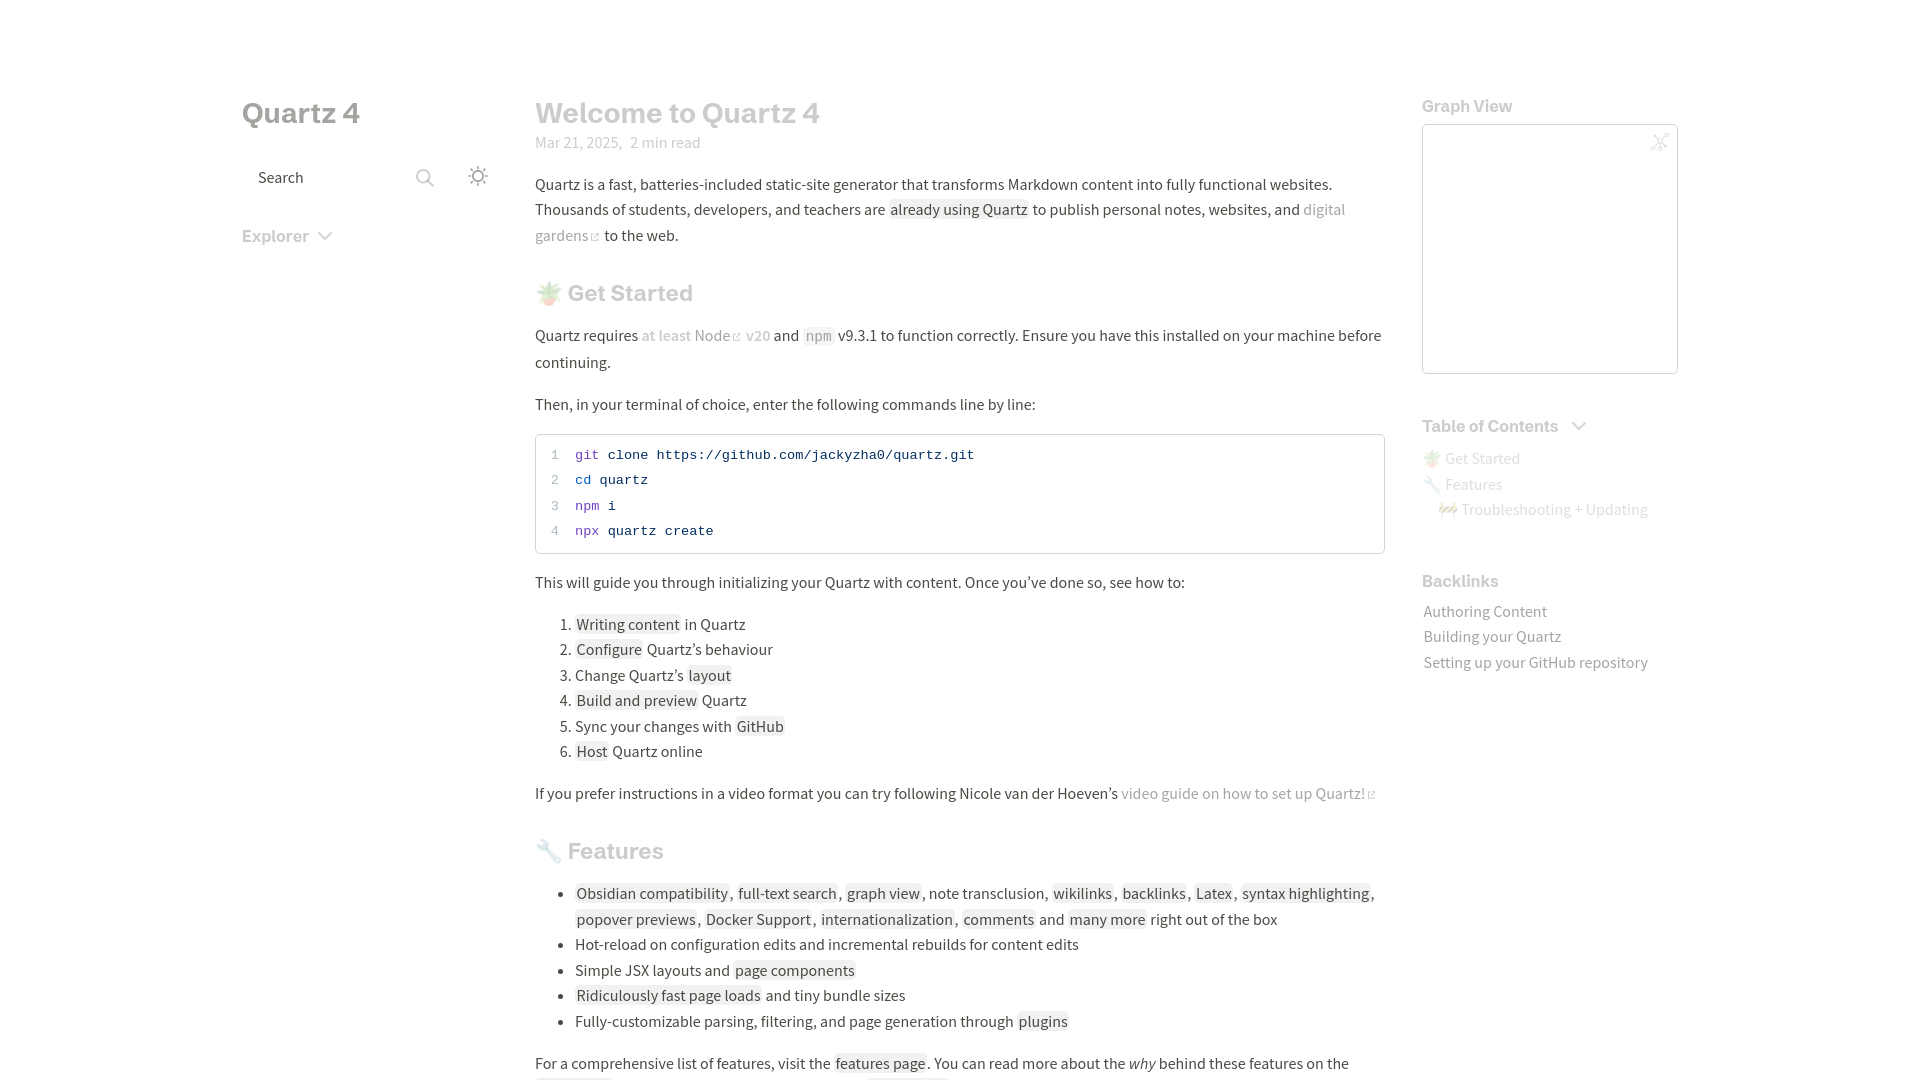 Quartz 4
Search
Explorer
Welcome to Quartz 4
Mar 21, 2025, 2 min read
Quartz is a fast, batteries-included static-site generator that transforms Markdown content into fully functional websites.
Thousands of students, developers, and teachers are already using Quartz to publish personal notes, websites, and digital
gardens to the web.
🪴 Get Started
Quartz requires at least Node v20 and npm v9.3.1 to function correctly. Ensure you have this installed on your machine before
continuing.
Then, in your terminal of choice, enter the following commands line by line:
1 git clone https://github.com/jackyzha0/quartz.git
2 cd quartz
3 npm i
4 npx quartz create
This will guide you through initializing your Quartz with content. Once you’ve done so, see how to:
1. Writing content in Quartz
2. Configure Quartz’s behaviour
3. Change Quartz’s layout
4. Build and preview Quartz
5. Sync your changes with GitHub
6. Host Quartz online
If you prefer instructions in a video format you can try following Nicole van der Hoeven’s video guide on how to set up Quartz!
🔧 Features
• Obsidian compatibility, full-text search, graph view, note transclusion, wikilinks, backlinks, Latex, syntax highlighting,
popover previews, Docker Support, internationalization, comments and many more right out of the box
• Hot-reload on configuration edits and incremental rebuilds for content edits
• Simple JSX layouts and page components
• Ridiculously fast page loads and tiny bundle sizes
• Fully-customizable parsing, filtering, and page generation through plugins
For a comprehensive list of features, visit the features page. You can read more about the why behind these features on the
Graph View
Table of Contents
🪴 Get Started
🔧 Features
🚧 Troubleshooting + Updating
Backlinks
Authoring Content
Building your Quartz
Setting up your GitHub repository